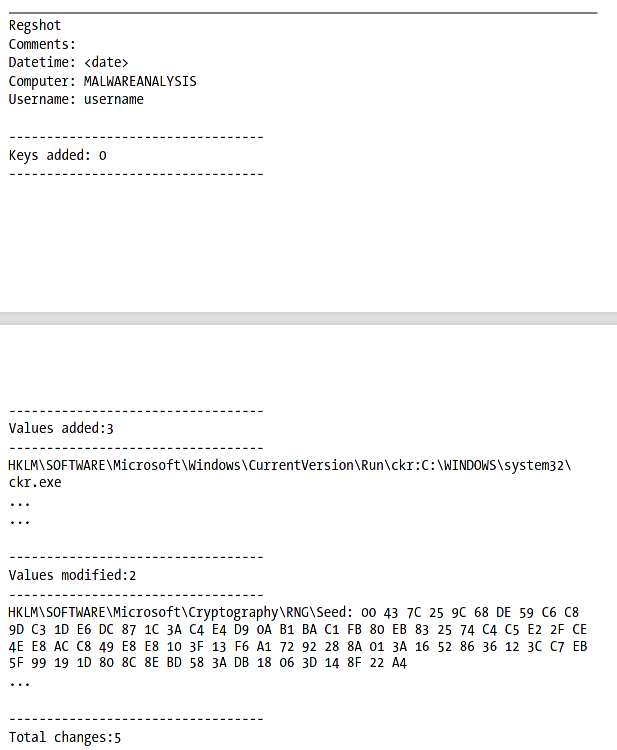 Regshot
Comments:
Datetime: <date>
Computer: MALWAREANALYSIS
Username: username
----------------------------------
Keys added: 0
----------------------------------
----------------------------------
Values added:3
----------------------------------
HKLM\SOFTWARE\Microsoft\Windows\CurrentVersion\Run\ckr:C:\WINDOWS\system32\
ckr.exe
...
...
----------------------------------
Values modified:2
----------------------------------
HKLM\SOFTWARE\Microsoft\Cryptography\RNG\Seed: 00 43 7C 25 9C 68 DE 59 C6 C8
9D C3 1D E6 DC 87 1C 3A C4 E4 D9 0A B1 BA C1 FB 80 EB 83 25 74 C4 C5 E2 2F CE
4E E8 AC C8 49 E8 E8 10 3F 13 F6 A1 72 92 28 8A 01 3A 16 52 86 36 12 3C C7 EB
5F 99 19 1D 80 8C 8E BD 58 3A DB 18 06 3D 14 8F 22 A4
...
----------------------------------
Total changes:5